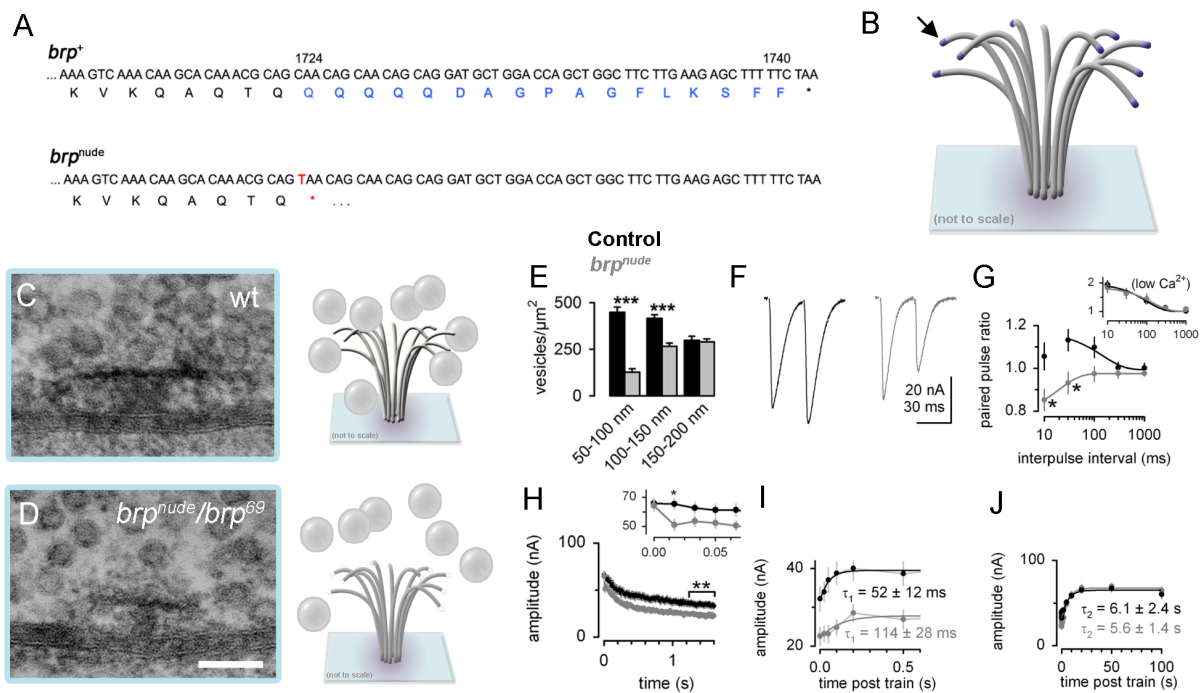 A
brp+
1724 1740
... AAA GTC AAA CAA GCA CAA ACG CAG CAA CAG CAA CAG CAG GAT GCT GGA CCA GCT GGC TTC TTG AAG AGC TTT TTC TAA
K V K Q A Q T Q Q Q Q Q Q D A G P A G F L K S F F *
brpnude
... AAA GTC AAA CAA GCA CAA ACG CAG TAA CAG CAA CAG CAG GAT GCT GGA CCA GCT GGC TTC TTG AAG AGC TTT TTC TAA
K V K Q A Q T Q * ...
B
(not to scale)
C
wt
(not to scale)
D
brpnude/brp69
(not to scale)
Control
brpnude
E
vesicles/µm2
500
250
0
***
***
50-100 nm
100-150 nm
150-200 nm
F
20 nA
30 ms
G
paired pulse ratio
1.2
1.0
0.8
*
*
10 100 1000
interpulse interval (ms)
(low Ca2+)
2
1
10 100 1000
H
amplitude (nA)
100
50
0
**
0 1
time (s)
70
50
*
0.00 0.05
I
amplitude (nA)
40
20
τ1 = 52 ± 12 ms
τ1 = 114 ± 28 ms
0.0 0.5
time post train (s)
J
amplitude (nA)
100
50
0
τ2 = 6.1 ± 2.4 s
τ2 = 5.6 ± 1.4 s
0 50 100
time post train (s)